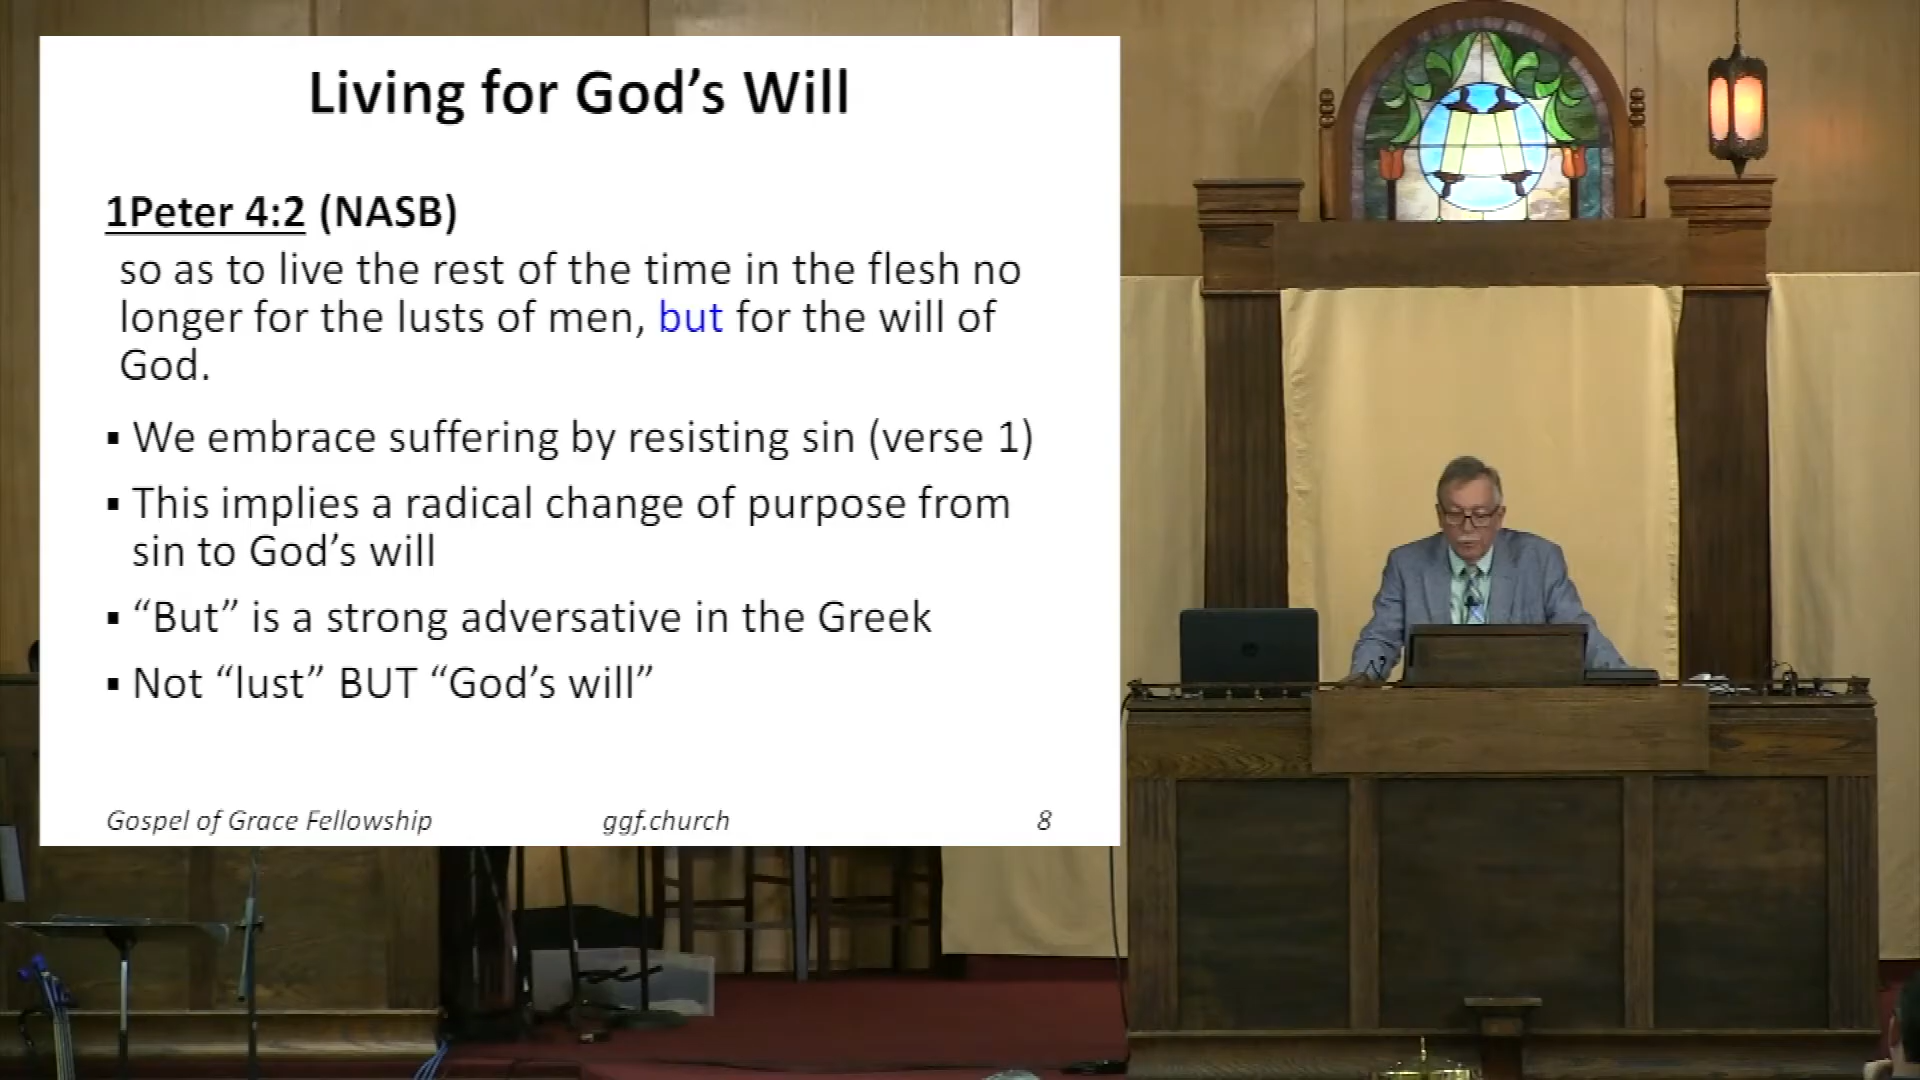 Living for God’s Will
1Peter 4:2 (NASB)
so as to live the rest of the time in the flesh no
longer for the lusts of men, but for the will of
God.
▪ We embrace suffering by resisting sin (verse 1)
▪ This implies a radical change of purpose from
sin to God’s will
▪ “But” is a strong adversative in the Greek
▪ Not “lust” BUT “God’s will”
Gospel of Grace Fellowship ggf.church 8